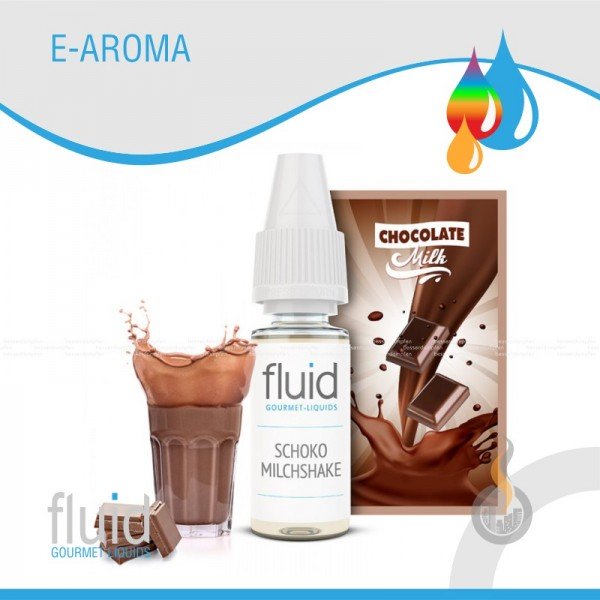 E-AROMA
CHOCOLATE
Milk
fluid
GOURMET-LIQUIDS
SCHOKO
MILCHSHAKE
fluid
GOURMET-LIQUIDS